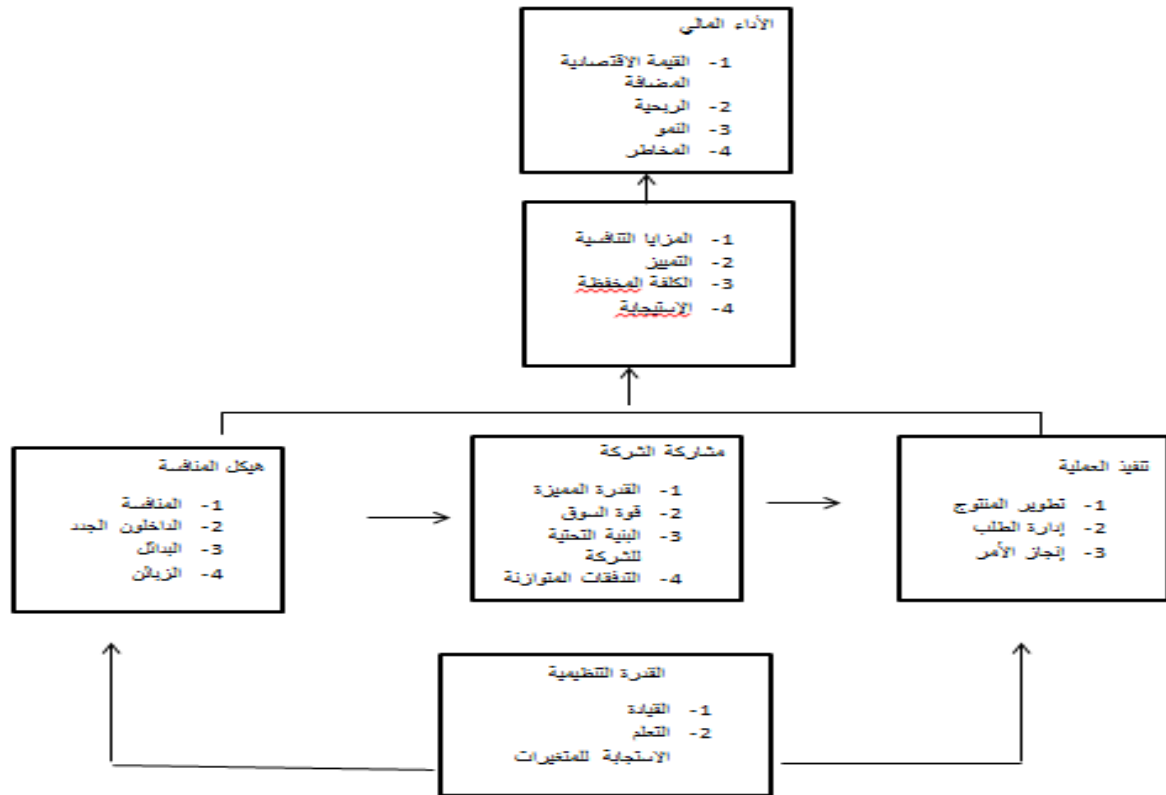 الأداء المالي
1- القيمة الاقتصادية
المضافة
2- الربحية
3- النمو
4- المخاطر
1- المزايا التنافسية
2- التمييز
3- الكلفة المخفظة
4- الإستيجابة
هيكل المنافسة
1- المنافسة
2- الداخلون الجدد
3- البدائل
4- الزبائن
مشاركة الشركة
1- القدرة المميزة
2- قوة السوق
3- البنية التحتية
للشركة
4- التدفقات المتوازنة
تنفيذ العملية
1- تطوير المنتوج
2- إدارة الطلب
3- إنجاز الأمر
القدرة التنظيمية
1- القيادة
2- التعلم
الاستجابة للمتغيرات